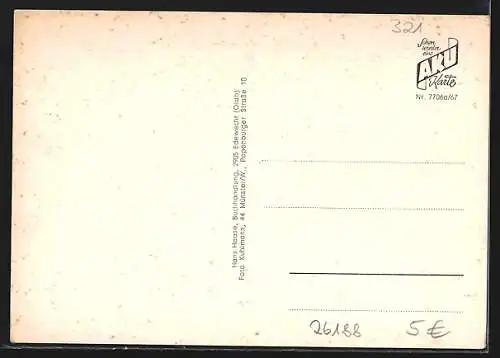 321
Schon
wieder
eine
AKU
Karte
Nr. 7706a/67
Hans Haase, Buchhandlung, 2905 Edewecht (Oldb)
Foto Kuhlmann, 44 Münster/W., Papenburger Straße 10
26188 5 €